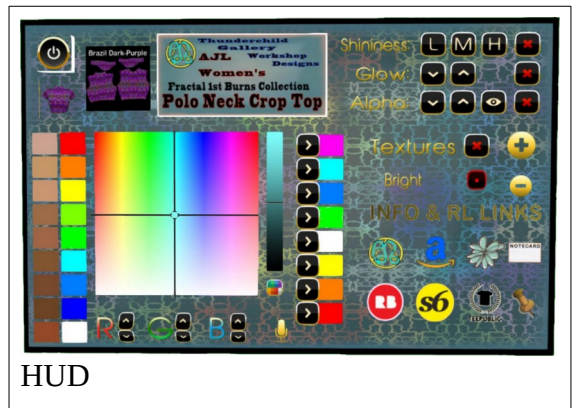 Brazil Dark-Purple
Thunderchild
Gallery
AJL Workshop
Designs
Women's
Fractal 1st Burns Collection
Polo Neck Crop Top
Shininess: L M H
Glow:
Alpha:
Textures
Bright
INFO & RL LINKS
a
NOTECARD
RB
s6
TEEPUBLIC
R G B
HUD